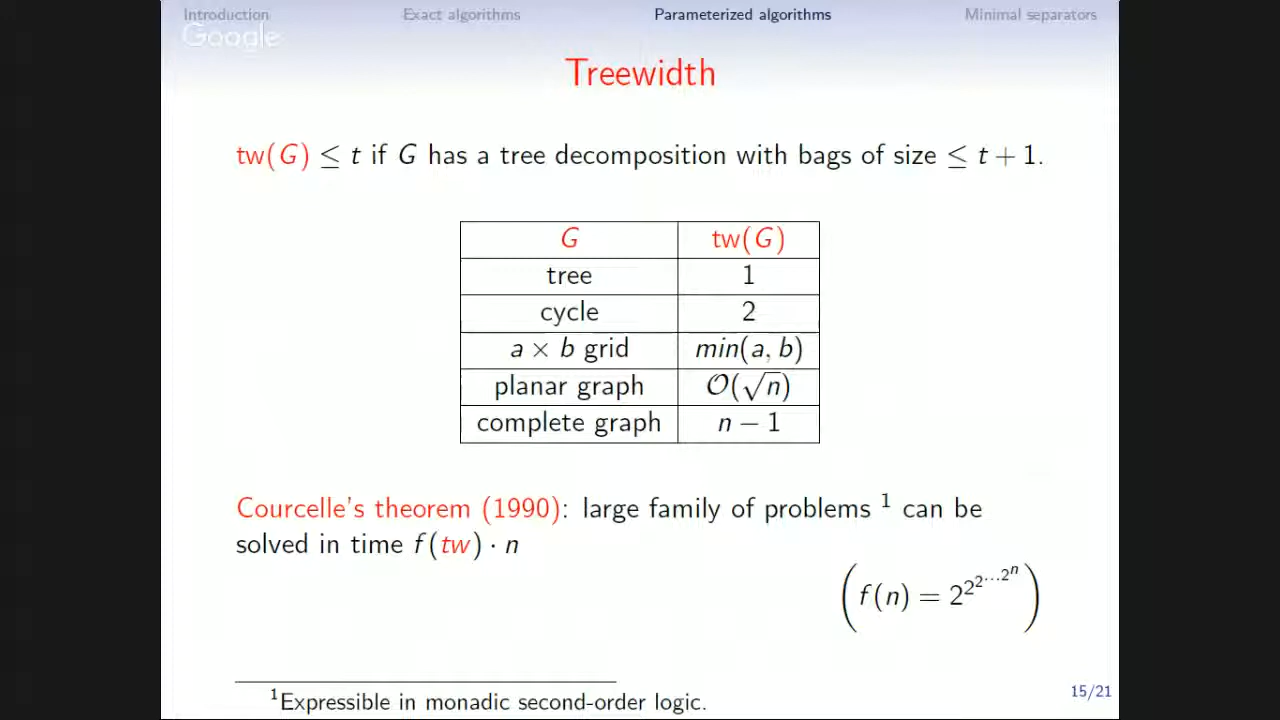 Introduction Exact algorithms Parameterized algorithms Minimal separators
Google
Treewidth
tw(G) ≤ t if G has a tree decomposition with bags of size ≤ t + 1.
G tw(G)
tree 1
cycle 2
a × b grid min(a, b)
planar graph 𝒪(√n)
complete graph n − 1
Courcelle's theorem (1990): large family of problems ¹ can be
solved in time f(tw) · n
(f(n) = 2^{2^{2^{⋯2^n}}})
¹Expressible in monadic second-order logic.
15/21